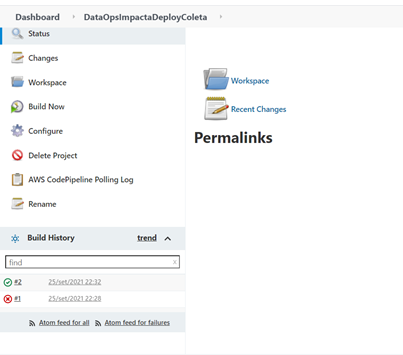 Dashboard DataOpsImpactaDeployColeta
Status
Changes
Workspace
Build Now
Configure
Delete Project
AWS CodePipeline Polling Log
Rename
Build History trend
find x
#2 25/set/2021 22:32
#1 25/set/2021 22:28
Atom feed for all Atom feed for failures
Workspace
Recent Changes
Permalinks